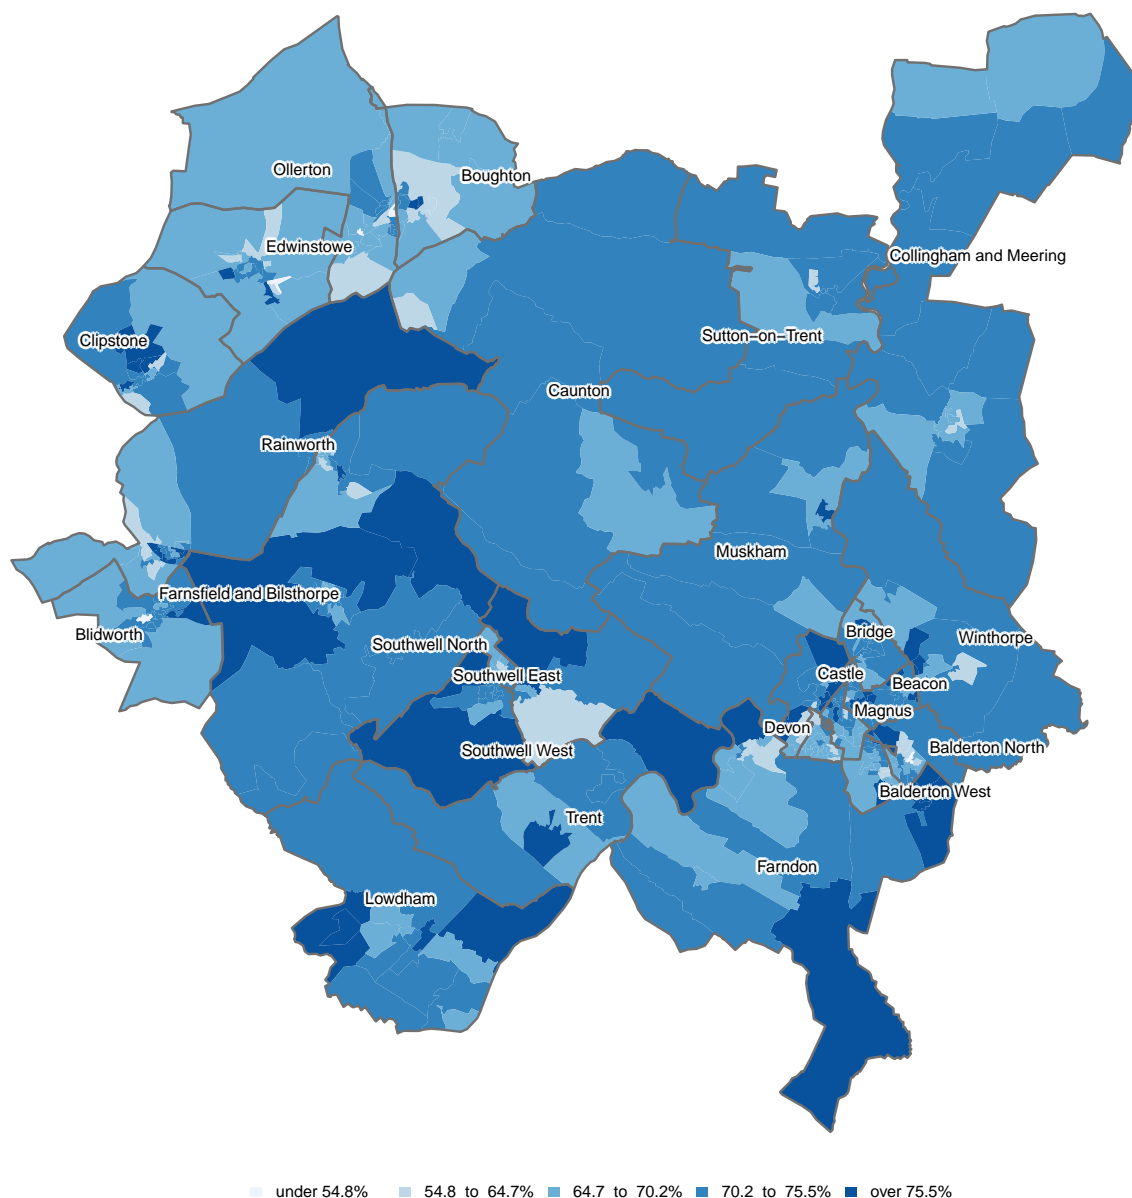 Ollerton
Boughton
Edwinstowe
Collingham and Meering
Clipstone
Sutton−on−Trent
Caunton
Rainworth
Muskham
Farnsfield and Bilsthorpe
Blidworth
Bridge
Winthorpe
Southwell North
Southwell East
Castle
Beacon
Magnus
Devon
Balderton North
Southwell West
Balderton West
Trent
Farndon
Lowdham
under 54.8% 54.8 to 64.7% 64.7 to 70.2% 70.2 to 75.5% over 75.5%